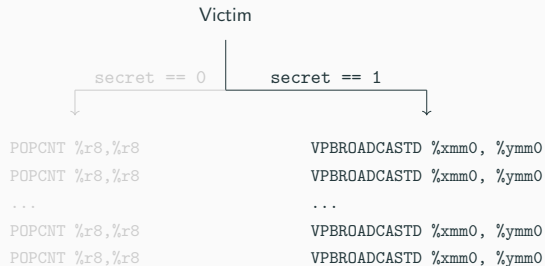 Victim
secret == 0 secret == 1
POPCNT %r8,%r8 VPBROADCASTD %xmm0, %ymm0
POPCNT %r8,%r8 VPBROADCASTD %xmm0, %ymm0
... ...
POPCNT %r8,%r8 VPBROADCASTD %xmm0, %ymm0
POPCNT %r8,%r8 VPBROADCASTD %xmm0, %ymm0